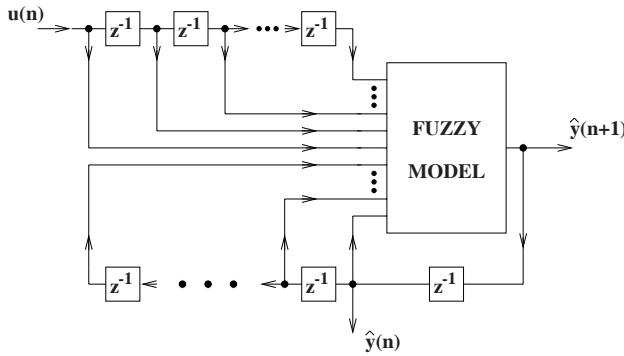 u(n)
z⁻¹ z⁻¹ z⁻¹
FUZZY
MODEL
ŷ(n+1)
z⁻¹ z⁻¹ z⁻¹
ŷ(n)